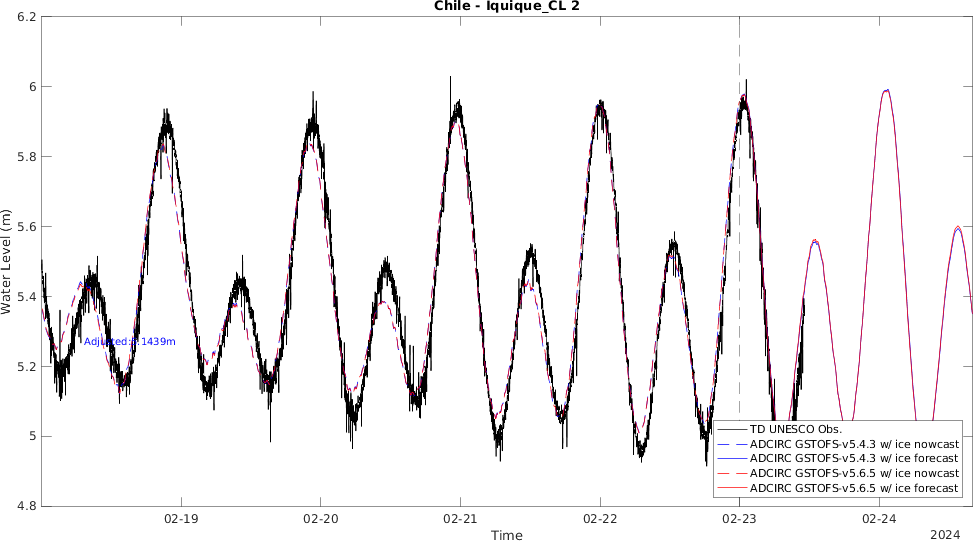 Chile - Iquique_CL 2
6.2
6
5.8
5.6
5.4
5.2
5
4.8
Water Level (m)
TD UNESCO Obs.
ADCIRC GSTOFS-v5.4.3 w/ ice nowcast
ADCIRC GSTOFS-v5.4.3 w/ ice forecast
ADCIRC GSTOFS-v5.6.5 w/ ice nowcast
ADCIRC GSTOFS-v5.6.5 w/ ice forecast
02-19
02-20
02-21
02-22
02-23
02-24
Time
2024